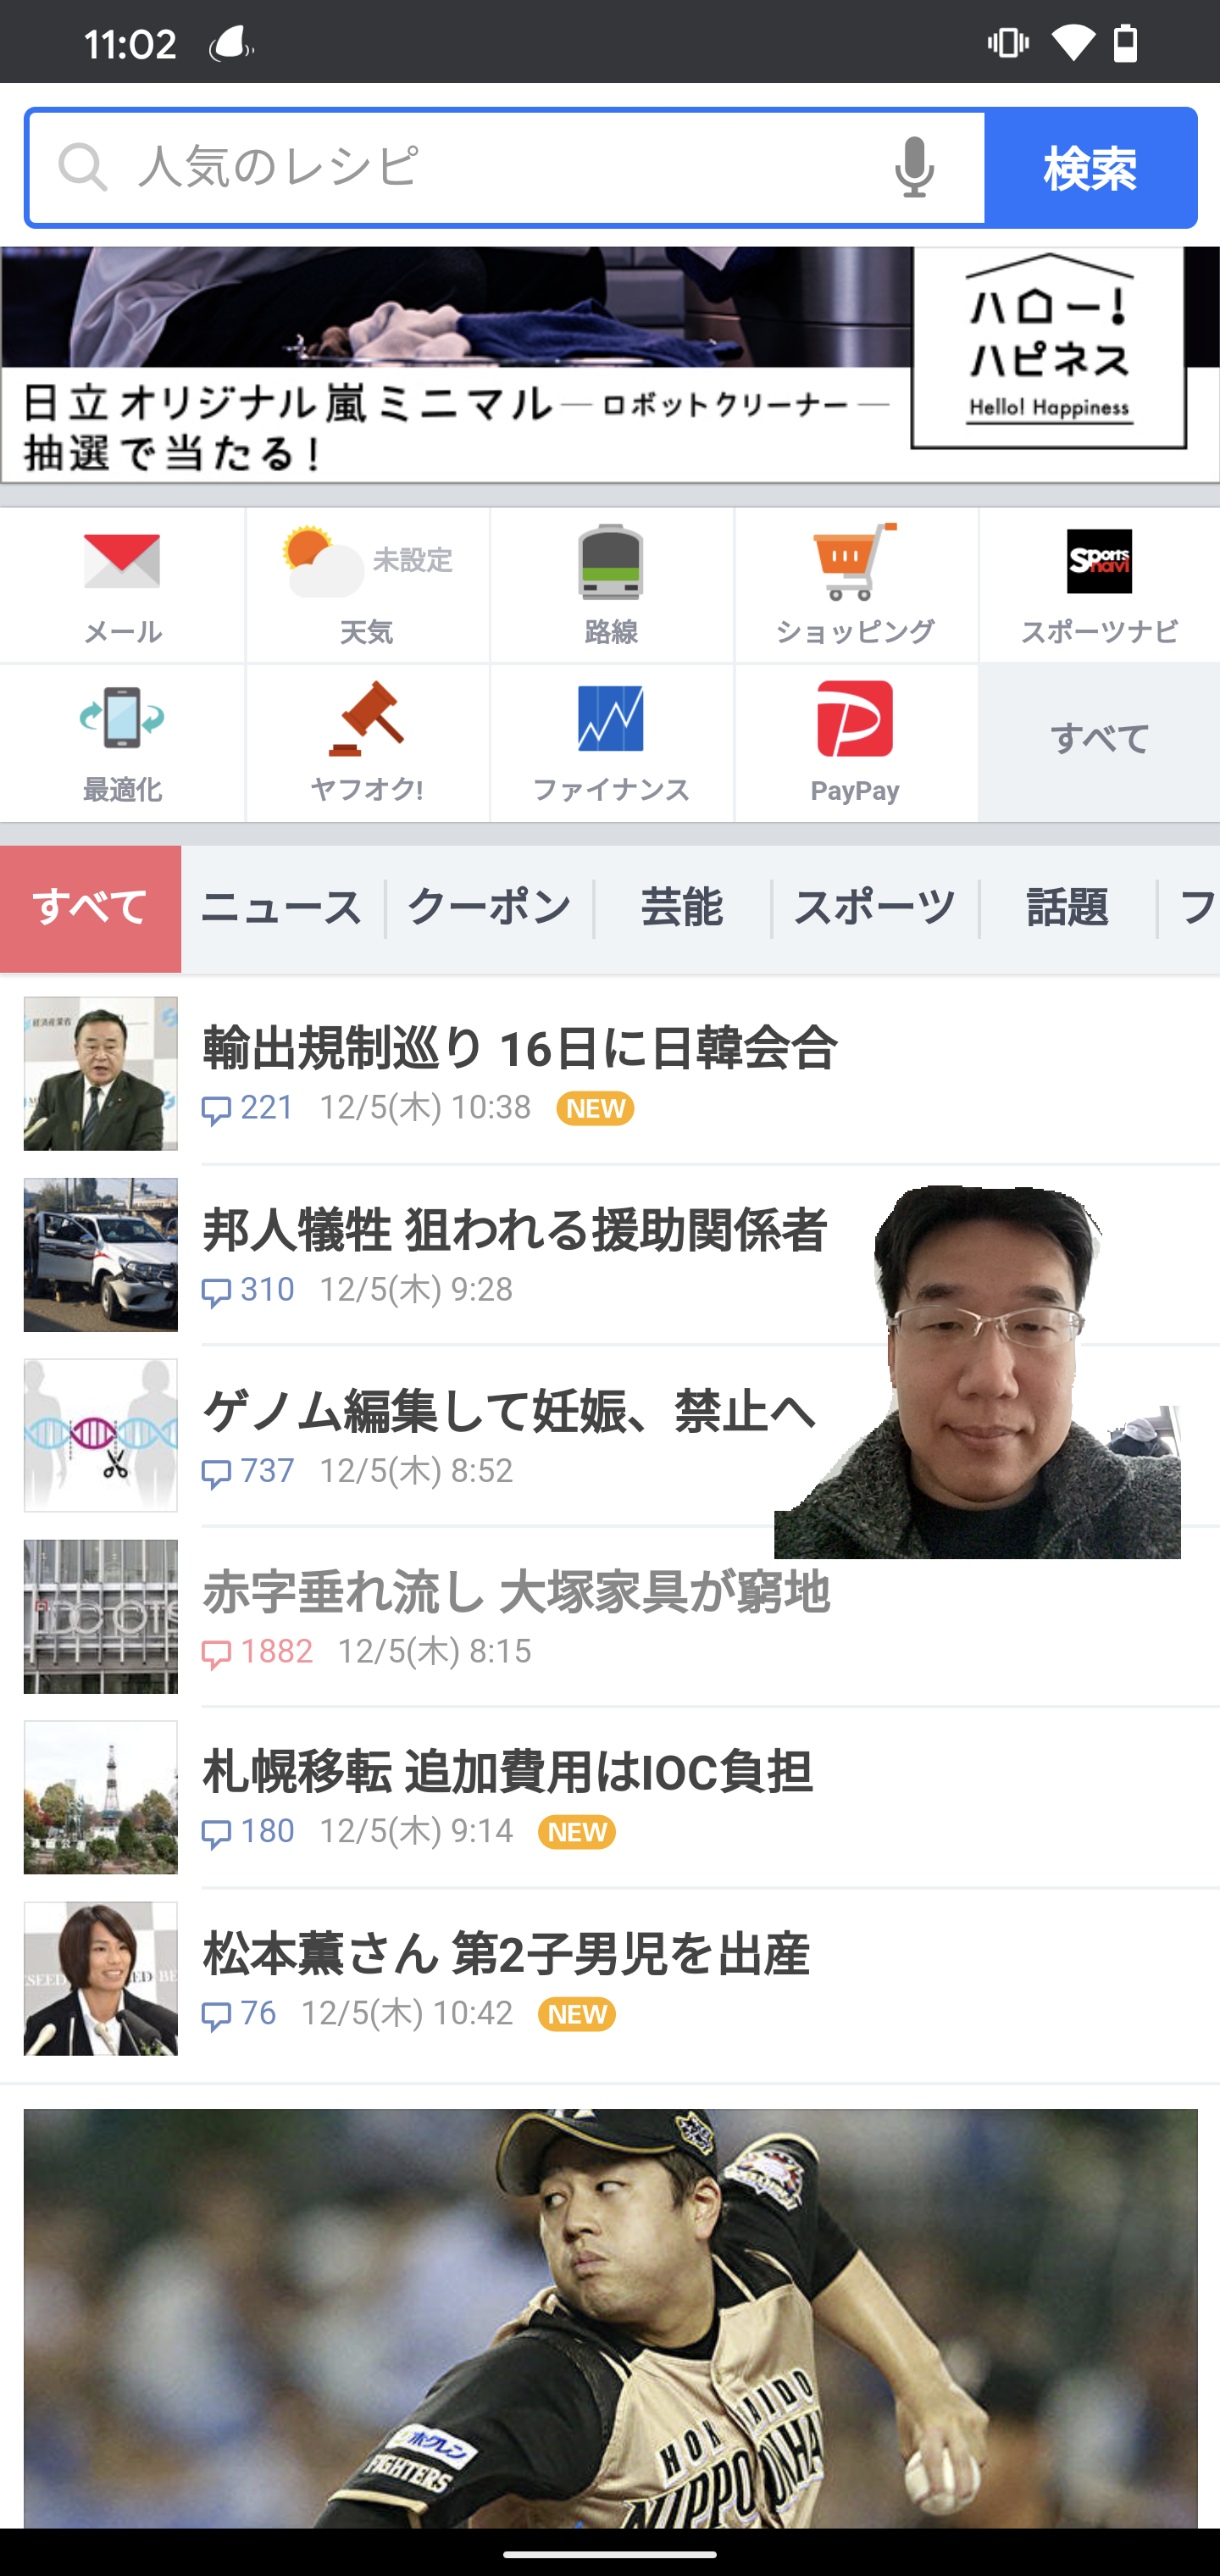 11:02
人気のレシピ
検索
ハロー!
ハピネス
Hello! Happiness
日立オリジナル嵐ミニマル ― ロボットクリーナー ―
抽選で当たる!
未設定
Sports
navi
メール
天気
路線
ショッピング
スポーツナビ
最適化
ヤフオク!
ファイナンス
PayPay
すべて
すべて
ニュース
クーポン
芸能
スポーツ
話題
フ
経済産業省
輸出規制巡り 16日に日韓会合
221 12/5(木) 10:38 NEW
邦人犠牲 狙われる援助関係者
310 12/5(木) 9:28
ゲノム編集して妊娠、禁止へ
737 12/5(木) 8:52
赤字垂れ流し 大塚家具が窮地
1882 12/5(木) 8:15
札幌移転 追加費用はIOC負担
180 12/5(木) 9:14 NEW
松本薫さん 第2子男児を出産
76 12/5(木) 10:42 NEW
ホクレン
FIGHTERS
HOKKAIDO
NIPPONHA